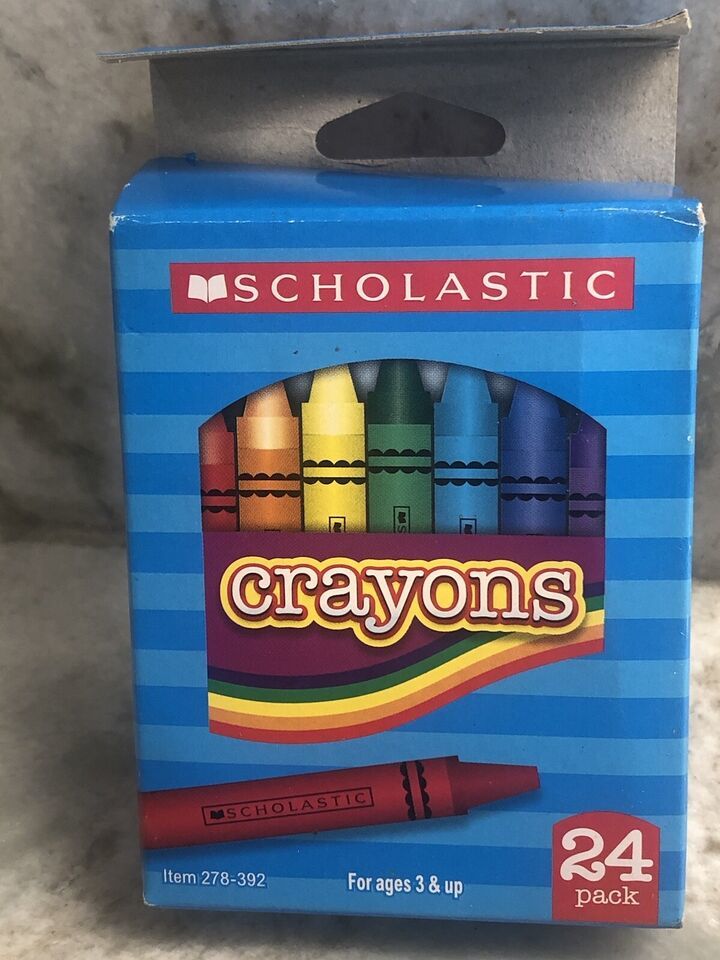 SCHOLASTIC
crayons
SCHOLASTIC
Item 278-392
For ages 3 & up
24
pack